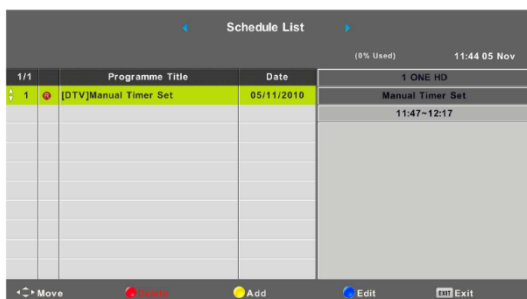 Schedule List
(0% Used) 11:44 05 Nov
1/1 Programme Title Date 1 ONE HD
1 [DTV]Manual Timer Set 05/11/2010 Manual Timer Set
11:47~12:17
Move Delete Add Edit EXIT Exit